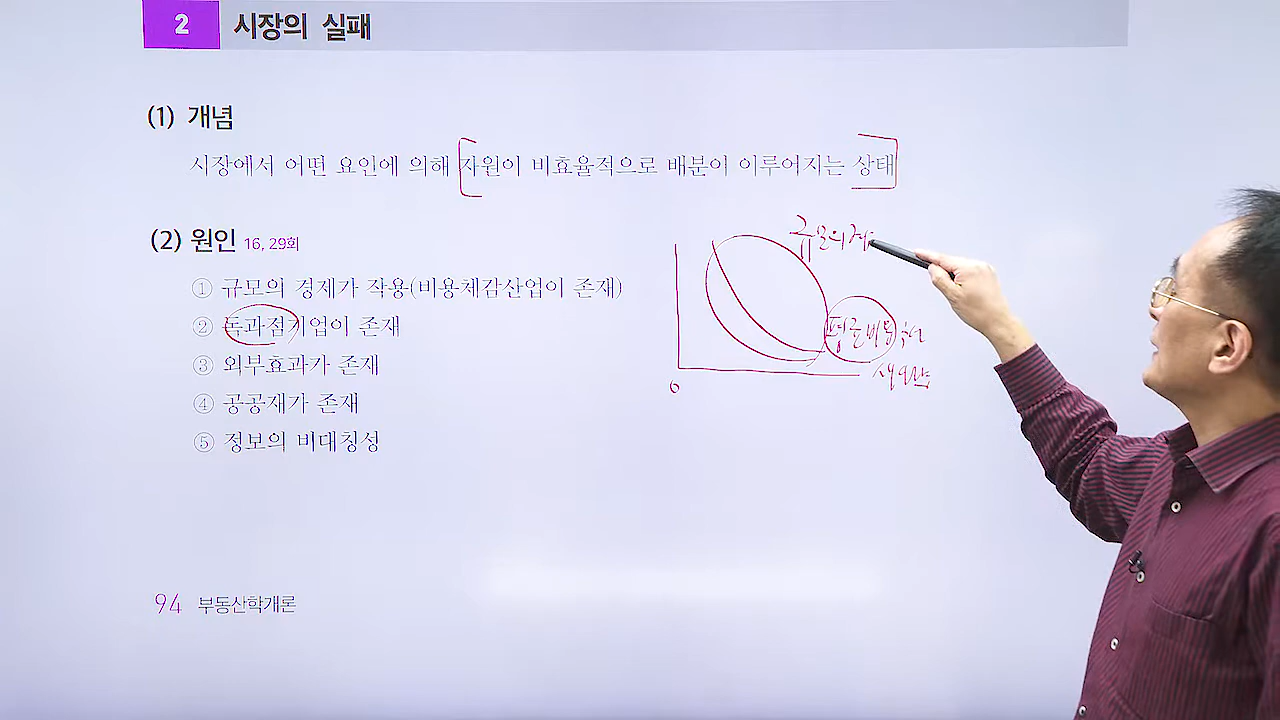 2 시장의 실패
(1) 개념
시장에서 어떤 요인에 의해 자원이 비효율적으로 배분이 이루어지는 상태
(2) 원인 16, 29회
① 규모의 경제가 작용(비용체감산업이 존재)
② 독과점기업이 존재
③ 외부효과가 존재
④ 공공재가 존재
⑤ 정보의 비대칭성
규모의
평균비용
생산량
0
94 부동산학개론